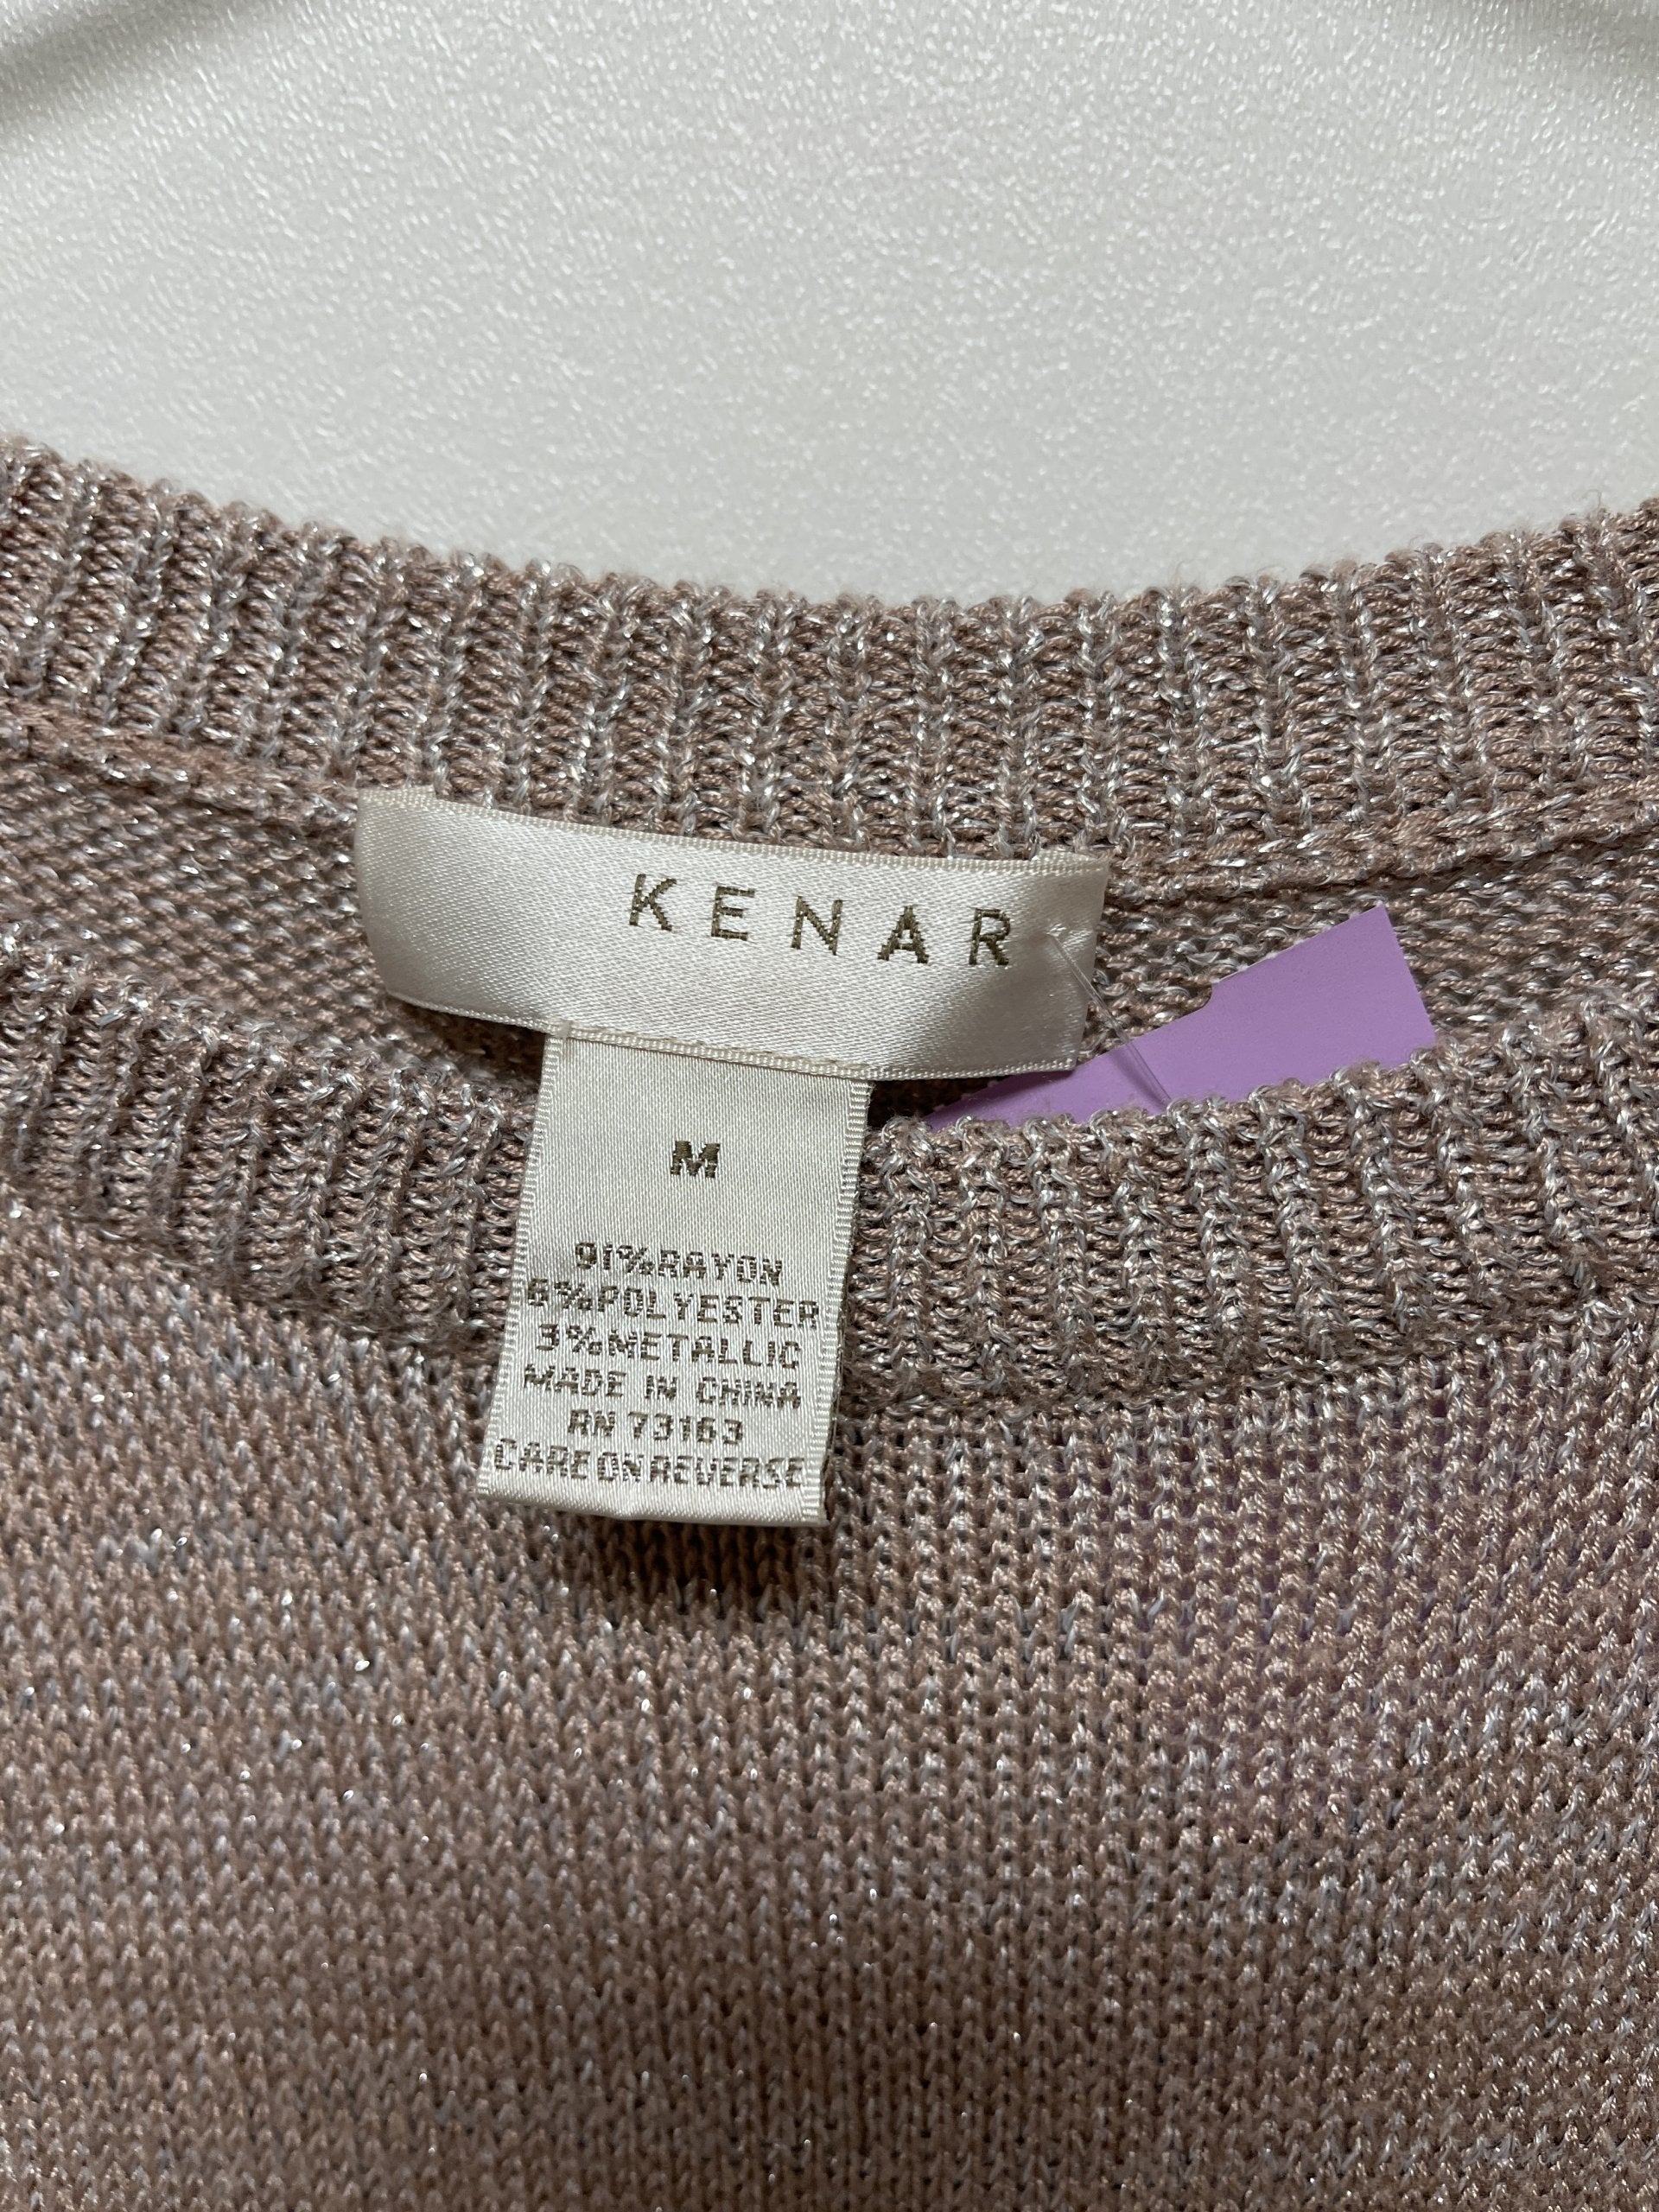 KENAR
M
91%RAYON
6%POLYESTER
3%METALLIC
MADE IN CHINA
RN 73163
CARE ON REVERSE